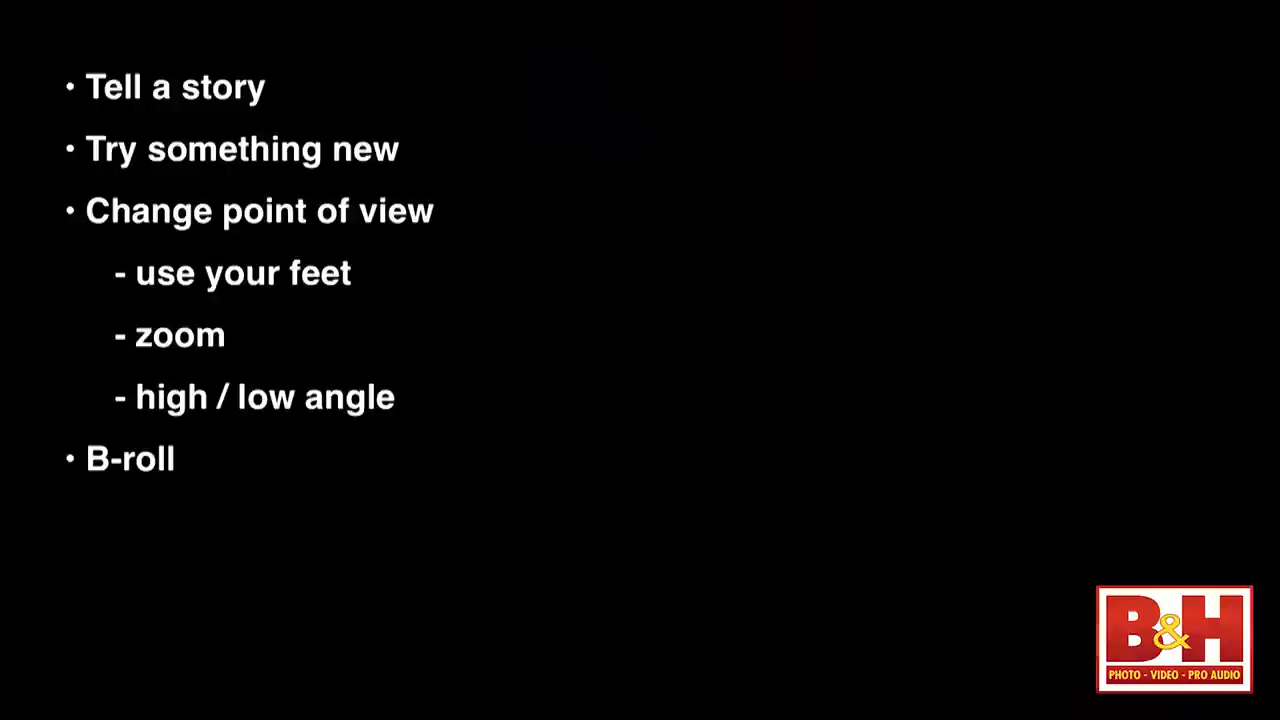 • Tell a story
• Try something new
• Change point of view
- use your feet
- zoom
- high / low angle
• B-roll
B&H
PHOTO - VIDEO - PRO AUDIO